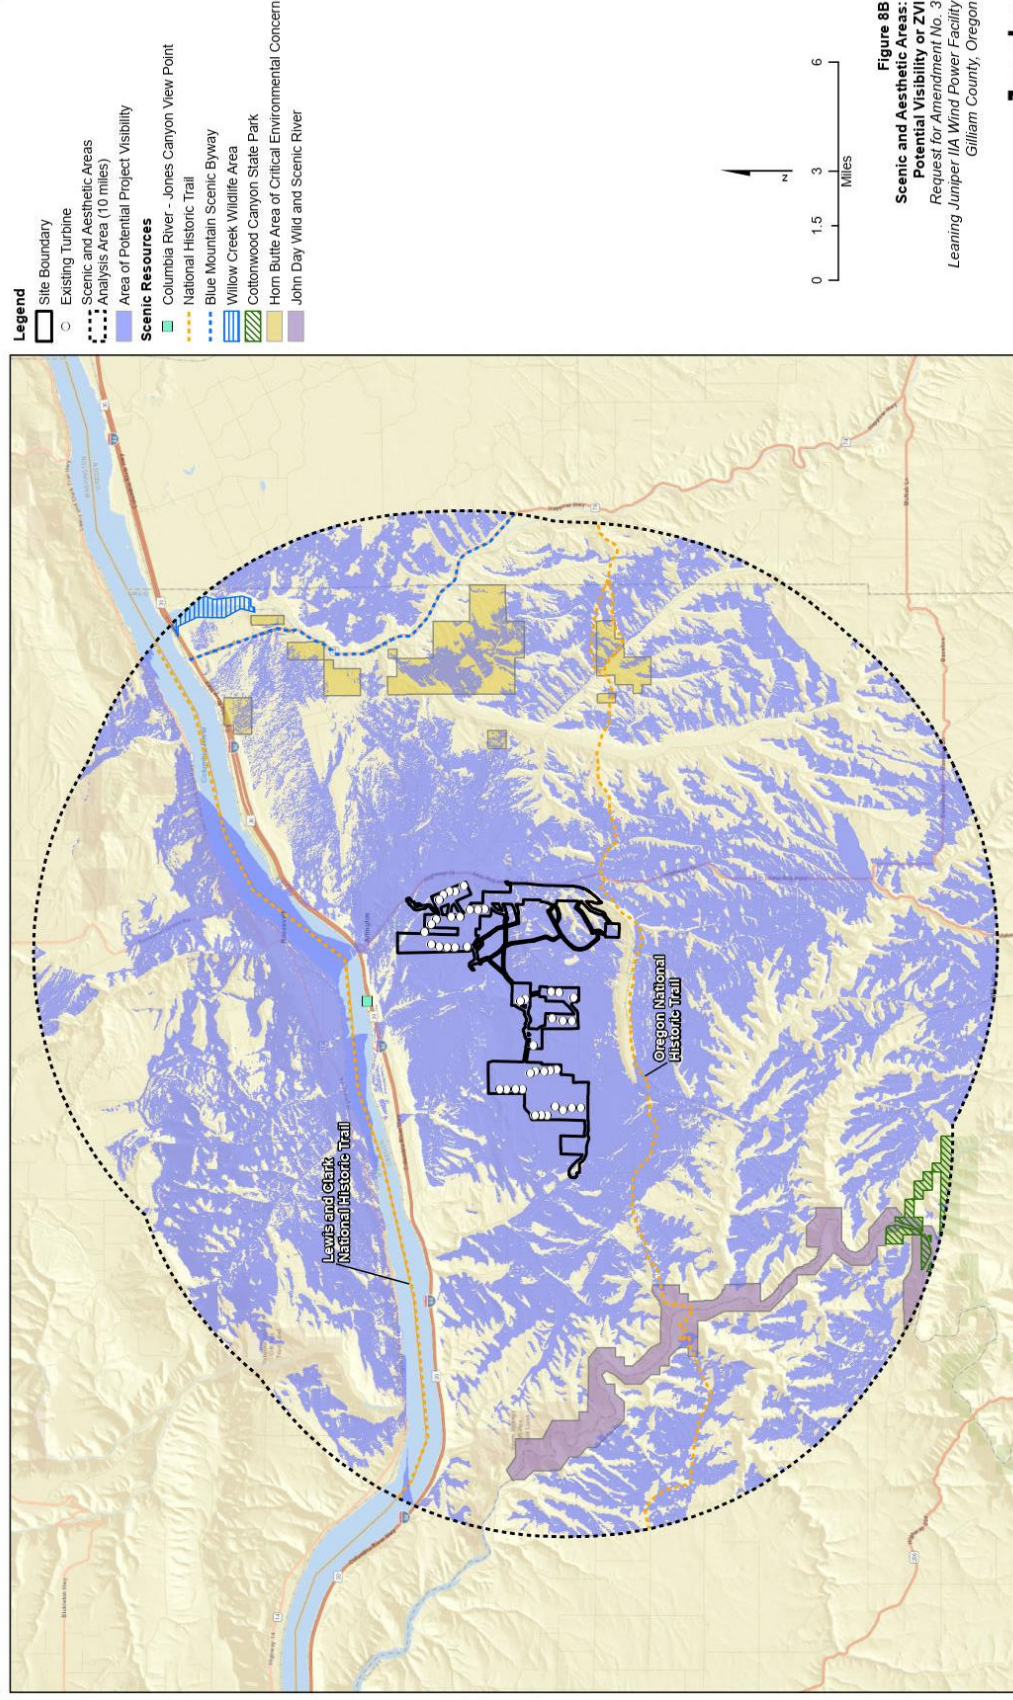 Legend
Site Boundary
Existing Turbine
Scenic and Aesthetic Areas
Analysis Area (10 miles)
Area of Potential Project Visibility
Scenic Resources
Columbia River - Jones Canyon View Point
National Historic Trail
Blue Mountain Scenic Byway
Willow Creek Wildlife Area
Cottonwood Canyon State Park
Horn Butte Area of Critical Environmental Concern
John Day Wild and Scenic River
0 1.5 3 6
Miles
N
Figure 8B
Scenic and Aesthetic Areas:
Potential Visibility or ZVI
Request for Amendment No. 3
Leaning Juniper IIA Wind Power Facility
Gilliam County, Oregon
Lewis and Clark
National Historic Trail
Oregon National
Historic Trail
Arlington
Roosevelt